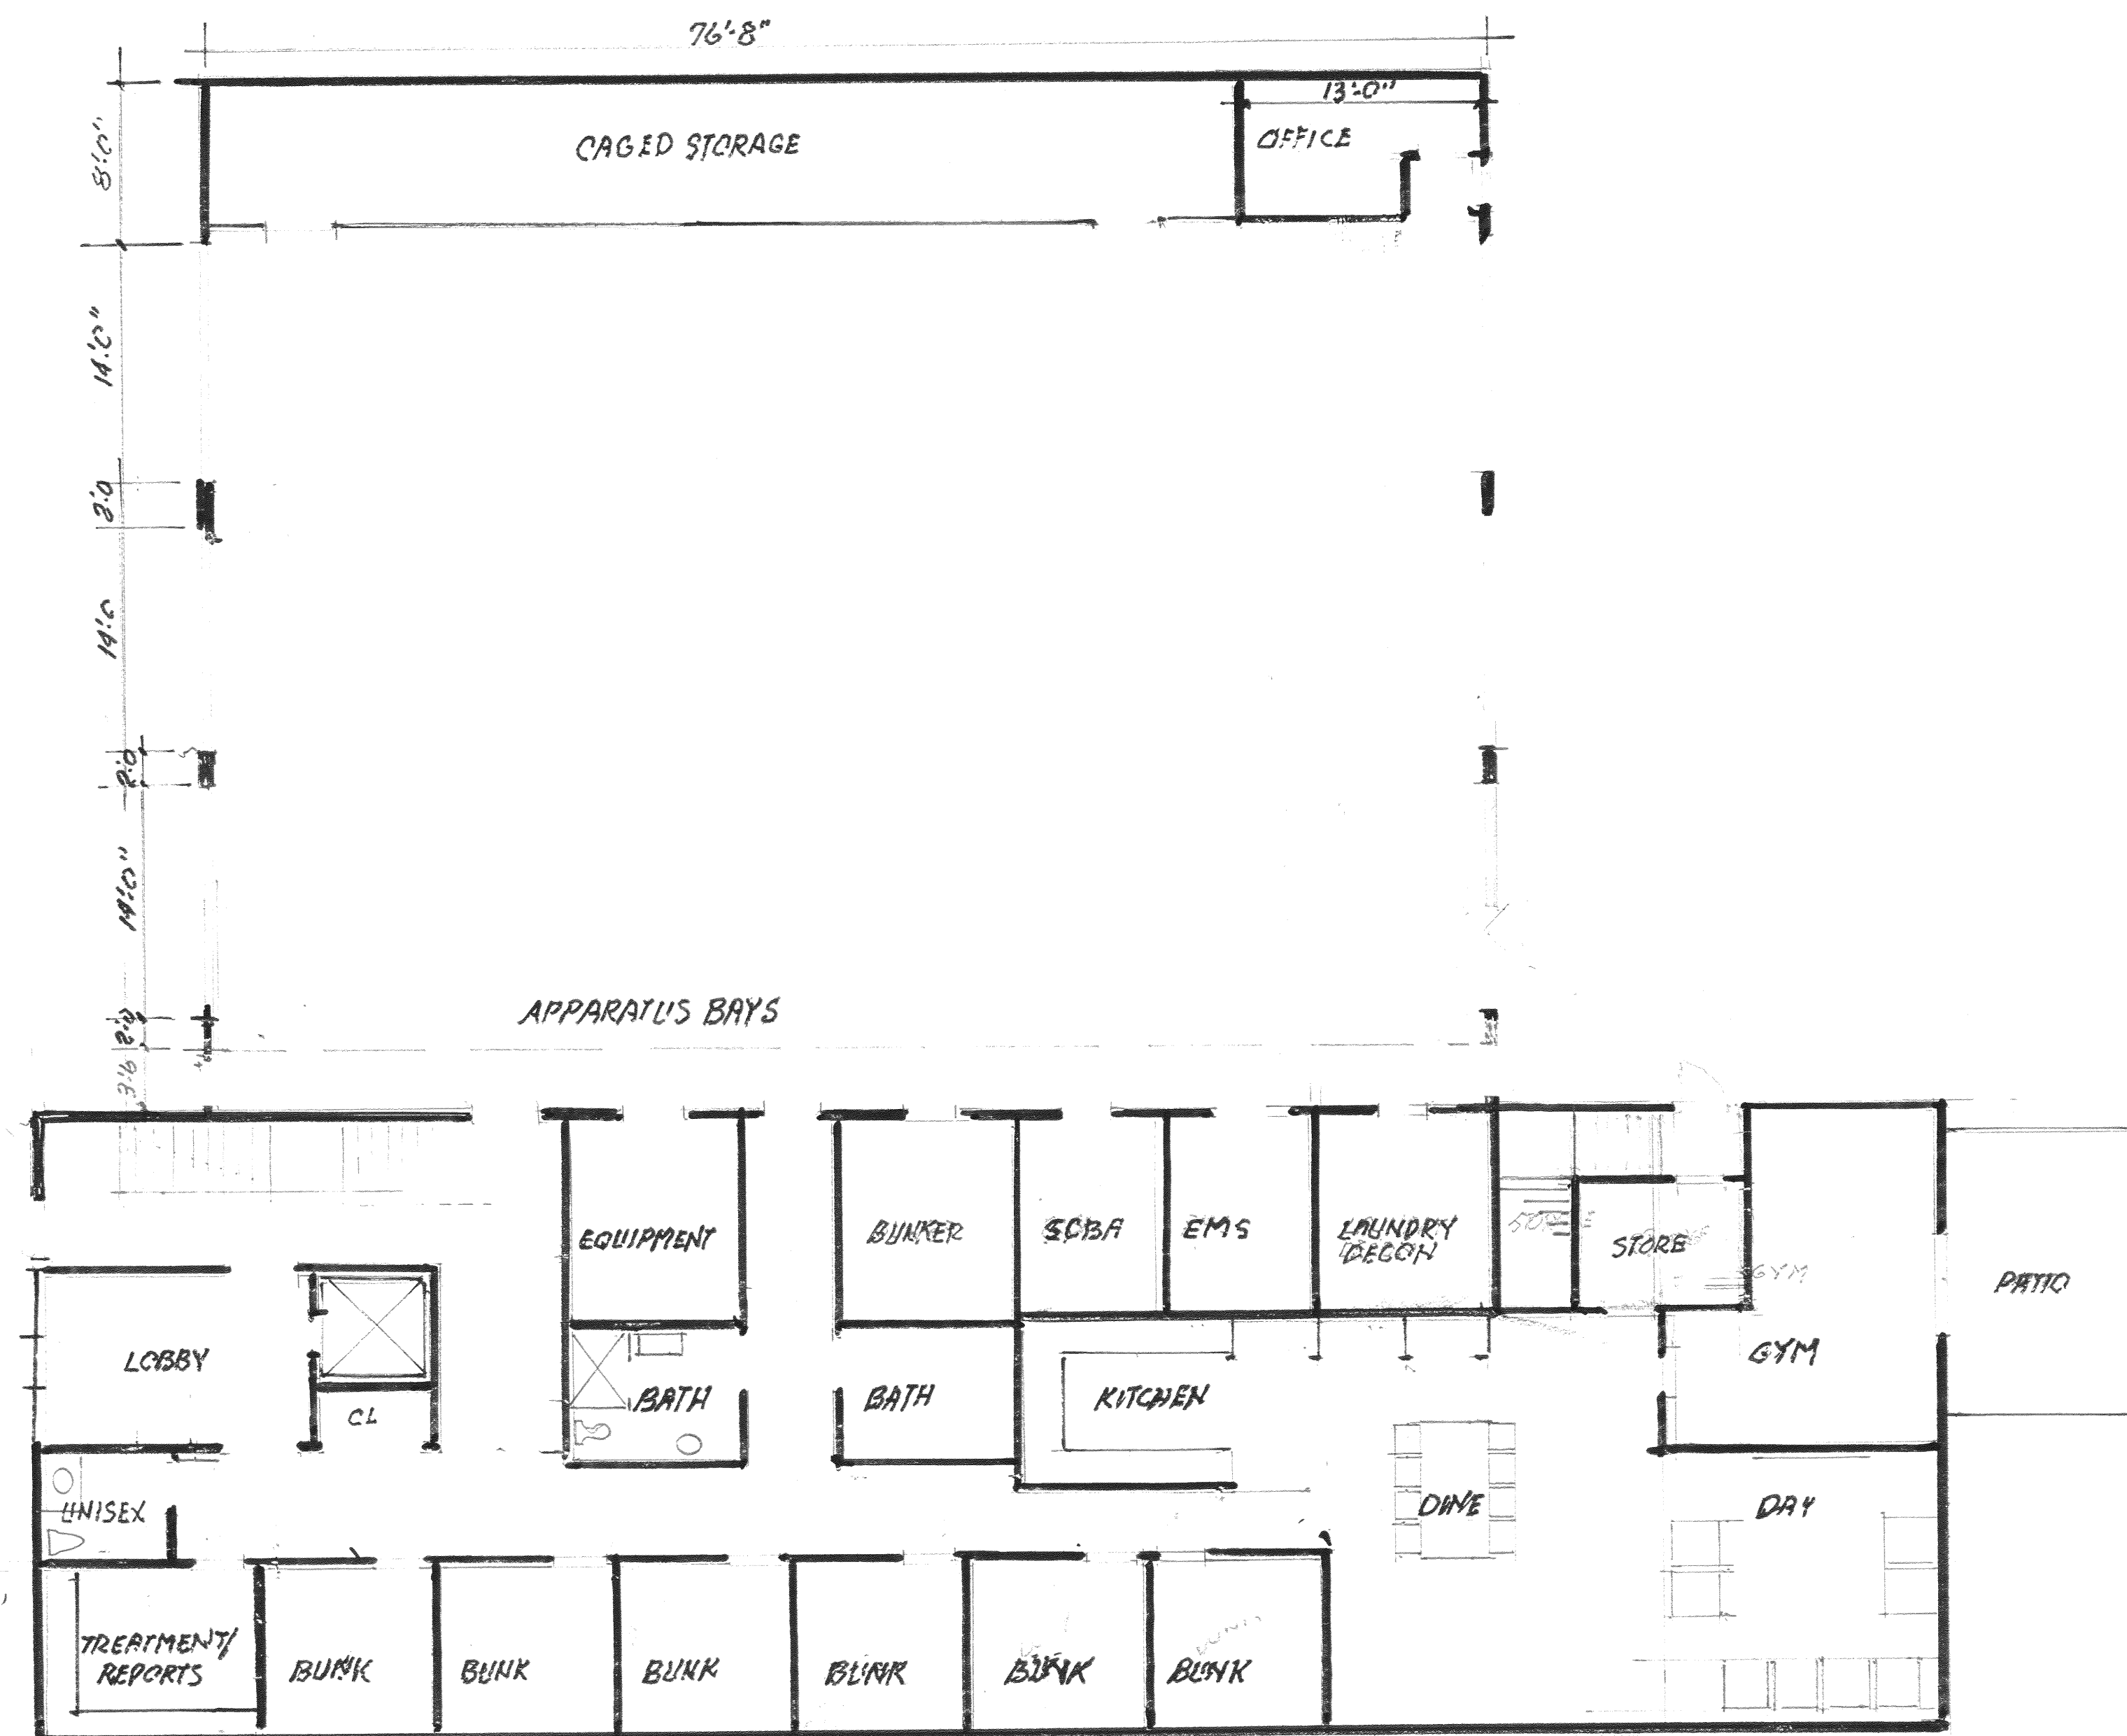 76'-8"
13'-0"
8'-0"
CAGED STORAGE
OFFICE
14'-0"
2'-0
14'-0
2'-0
14'-0"
2'-0
3'-6
APPARATUS BAYS
EQUIPMENT
BUNKER
SCBA
EMS
LAUNDRY
DECON
STORE
GYM
PATIO
LOBBY
CL
BATH
BATH
KITCHEN
GYM
UNISEX
DINE
DAY
TREATMENT/
REPORTS
BUNK
BUNK
BUNK
BUNK
BUNK
BUNK